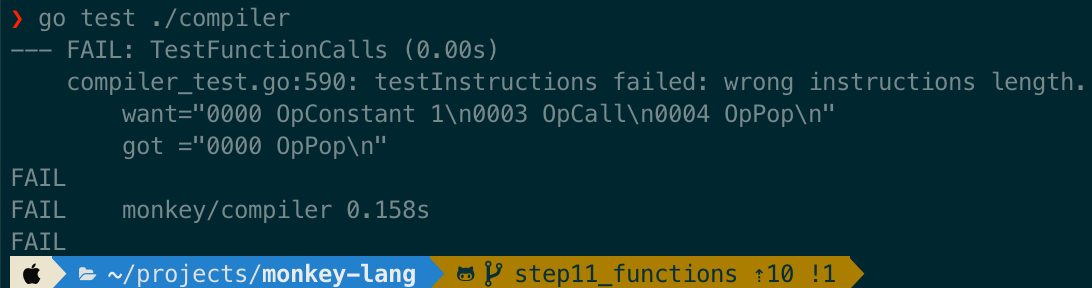 ❯ go test ./compiler
--- FAIL: TestFunctionCalls (0.00s)
    compiler_test.go:590: testInstructions failed: wrong instructions length.
        want="0000 OpConstant 1\n0003 OpCall\n0004 OpPop\n"
        got ="0000 OpPop\n"
FAIL
FAIL    monkey/compiler 0.158s
FAIL
~/projects/monkey-lang step11_functions ⇡10 !1